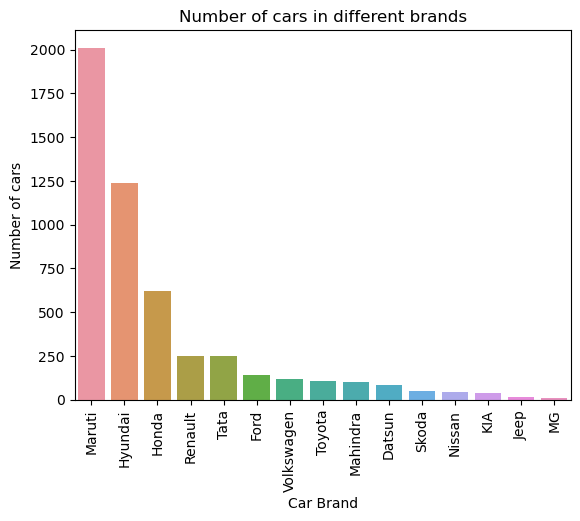 Number of cars in different brands
Number of cars
2000
1750
1500
1250
1000
750
500
250
0
Maruti
Hyundai
Honda
Renault
Tata
Ford
Volkswagen
Toyota
Mahindra
Datsun
Skoda
Nissan
KIA
Jeep
MG
Car Brand